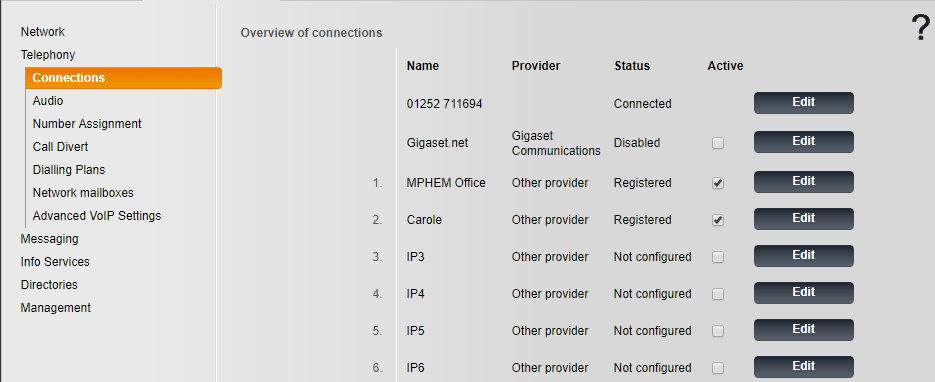 ?
Network
Telephony
Connections
Audio
Number Assignment
Call Divert
Dialling Plans
Network mailboxes
Advanced VoIP Settings
Messaging
Info Services
Directories
Management
Overview of connections
Name Provider Status Active
01252 711694 Connected Edit
Gigaset.net Gigaset Communications Disabled Edit
1. MPHEM Office Other provider Registered Edit
2. Carole Other provider Registered Edit
3. IP3 Other provider Not configured Edit
4. IP4 Other provider Not configured Edit
5. IP5 Other provider Not configured Edit
6. IP6 Other provider Not configured Edit